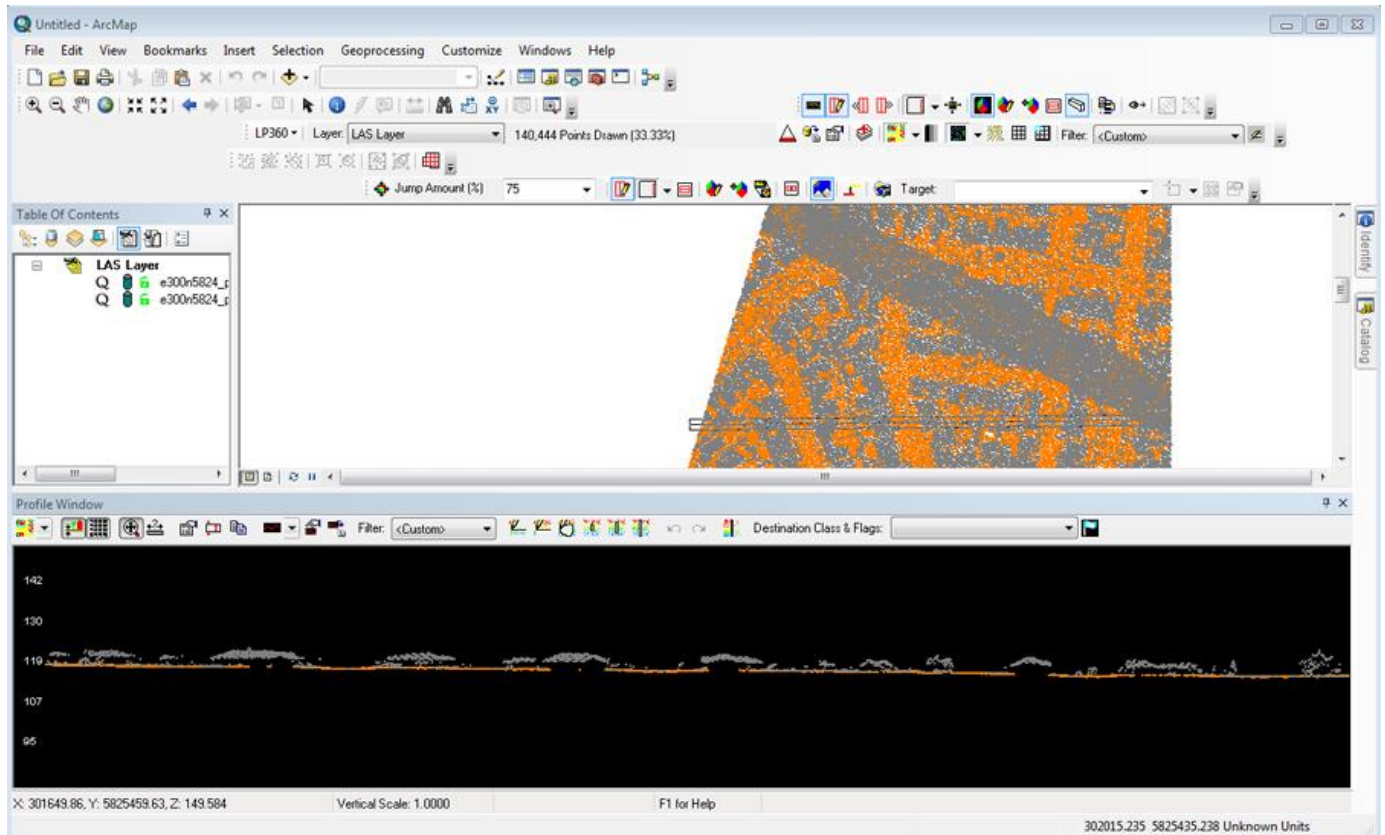 Untitled - ArcMap
File Edit View Bookmarks Insert Selection Geoprocessing Customize Windows Help
LP360 Layer: LAS Layer 140,444 Points Drawn (33.33%) Filter: <Custom>
Jump Amount (%) 75 Target:
Table Of Contents
LAS Layer
e300n5824_p
e300n5824_p
Identify
Catalog
Profile Window
Filter: <Custom> Destination Class & Flags:
142
130
119
107
95
X: 301649.86, Y: 5825459.63, Z: 149.584 Vertical Scale: 1.0000 F1 for Help
302015.235 5825435.238 Unknown Units